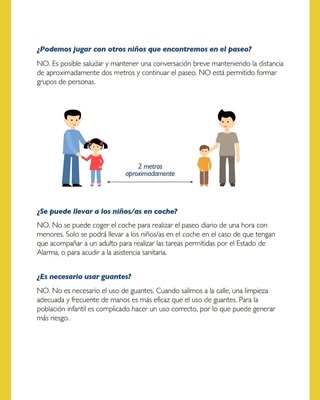 ¿Podemos jugar con otros niños que encontremos en el paseo?
NO. Es posible saludar y mantener una conversación breve manteniendo la distancia
de aproximadamente dos metros y continuar el paseo. NO está permitido formar
grupos de personas.
2 metros
aproximadamente
¿Se puede llevar a los niños/as en coche?
NO. No se puede coger el coche para realizar el paseo diario de una hora con
menores. Solo se podrá llevar a los niños/as en el coche en el caso de que tengan
que acompañar a un adulto para realizar las tareas permitidas por el Estado de
Alarma, o para acudir a la asistencia sanitaria.
¿Es necesario usar guantes?
NO. No es necesario el uso de guantes. Cuando salimos a la calle, una limpieza
adecuada y frecuente de manos es más eficaz que el uso de guantes. Para la
población infantil es complicado hacer un uso correcto, por lo que puede generar
más riesgo.